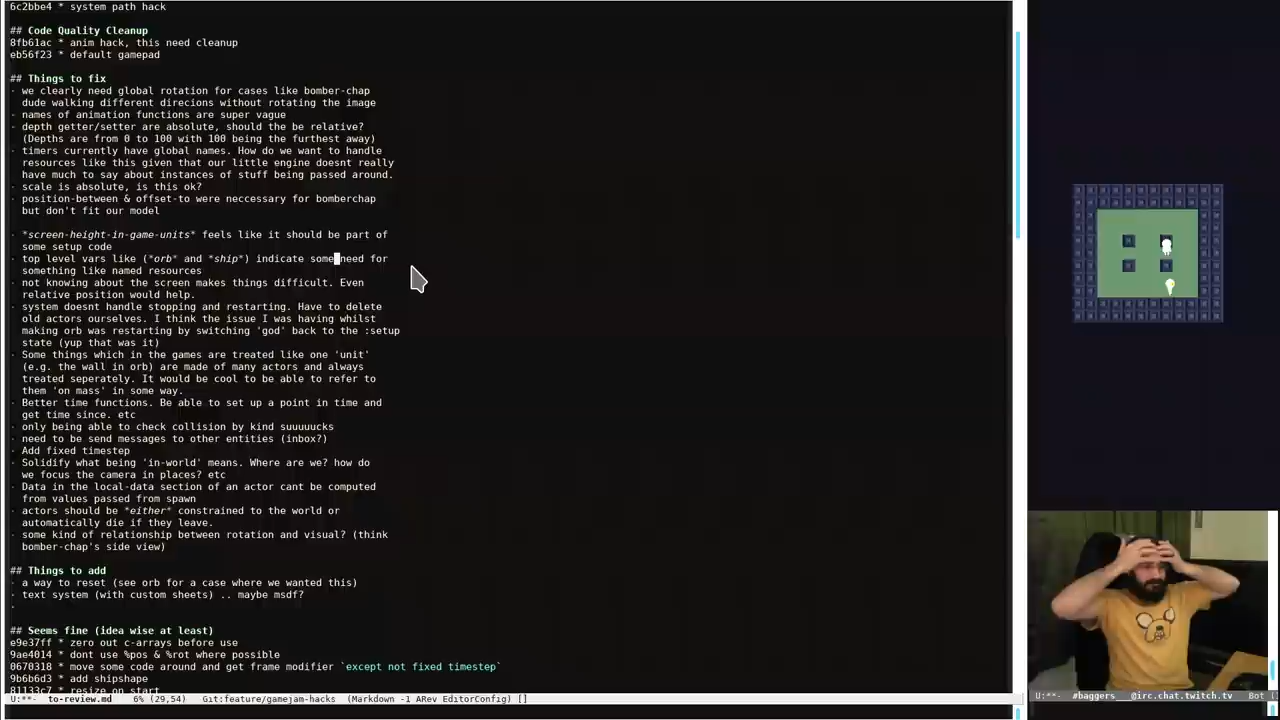 6c2bbe4 * system path hack
## Code Quality Cleanup
8fb61ac * anim hack, this need cleanup
eb56f23 * default gamepad
## Things to fix
- we clearly need global rotation for cases like bomber-chap
dude walking different direcions without rotating the image
- names of animation functions are super vague
- depth getter/setter are absolute, should the be relative?
(Depths are from 0 to 100 with 100 being the furthest away)
- timers currently have global names. How do we want to handle
resources like this given that our little engine doesnt really
have much to say about instances of stuff being passed around.
- scale is absolute, is this ok?
- position-between & offset-to were neccessary for bomberchap
but don't fit our model
- *screen-height-in-game-units* feels like it should be part of
some setup code
- top level vars like (*orb* and *ship*) indicate some need for
something like named resources
- not knowing about the screen makes things difficult. Even
relative position would help.
- system doesnt handle stopping and restarting. Have to delete
old actors ourselves. I think the issue I was having whilst
making orb was restarting by switching 'god' back to the :setup
state (yup that was it)
- Some things which in the games are treated like one 'unit'
(e.g. the wall in orb) are made of many actors and always
treated seperately. It would be cool to be able to refer to
them 'on mass' in some way.
- Better time functions. Be able to set up a point in time and
get time since. etc
- only being able to check collision by kind suuuuucks
- need to be send messages to other entities (inbox?)
- Add fixed timestep
- Solidify what being 'in-world' means. Where are we? how do
we focus the camera in places? etc
- Data in the local-data section of an actor cant be computed
from values passed from spawn
- actors should be *either* constrained to the world or
automatically die if they leave.
- some kind of relationship between rotation and visual? (think
bomber-chap's side view)
## Things to add
- a way to reset (see orb for a case where we wanted this)
- text system (with custom sheets) .. maybe msdf?
-
## Seems fine (idea wise at least)
e9e37ff * zero out c-arrays before use
9ae4014 * dont use %pos & %rot where possible
0670318 * move some code around and get frame modifier `except not fixed timestep`
9b6b6d3 * add shipshape
81133c7 * resize on start
U:**- to-review.md 6% (29,54) Git:feature/gamejam-hacks (Markdown -1 ARev EditorConfig) []
U:**- #baggers__ @irc.chat.twitch.tv Bot